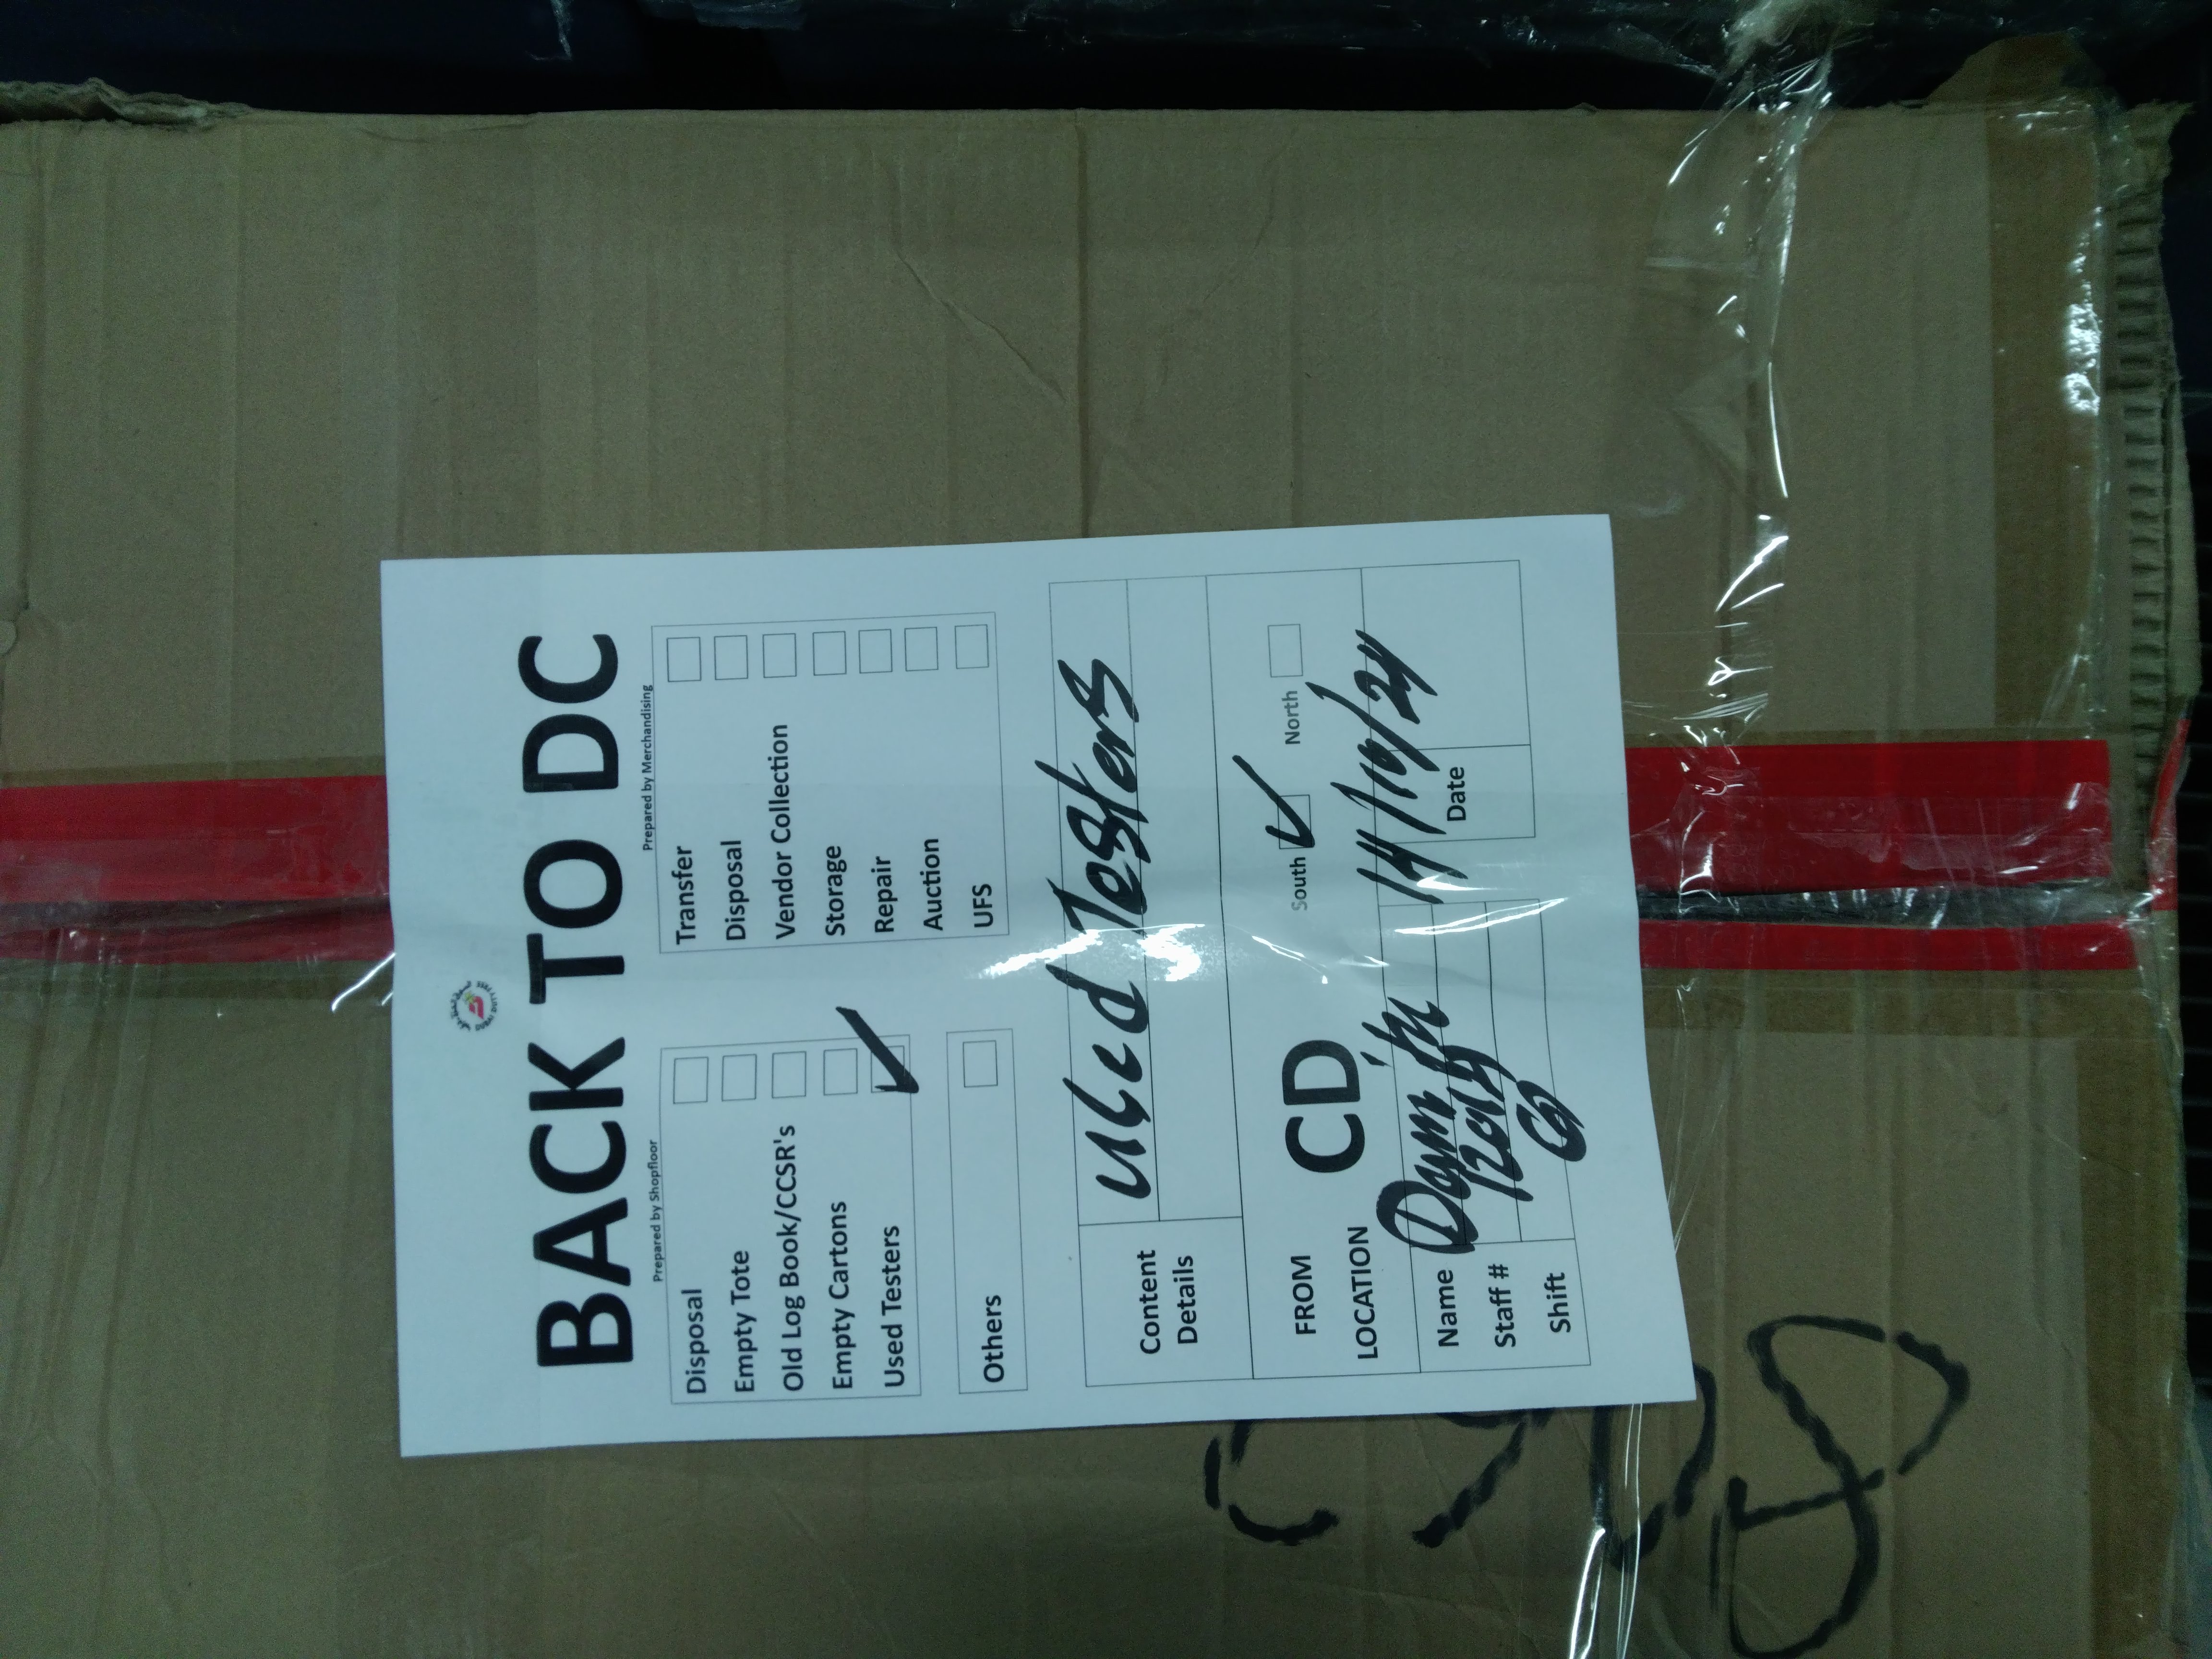 BACK TO DC
Prepared by Shopfloor
Disposal
Empty Tote
Old Log Book/CCSR's
Empty Cartons
Used Testers
Others
Prepared by Merchandising
Transfer
Disposal
Vendor Collection
Storage
Repair
Auction
UFS
Content Details
Used Testers
FROM LOCATION
CD
South
North
Name
Staff #
Shift
14/10/24
Date